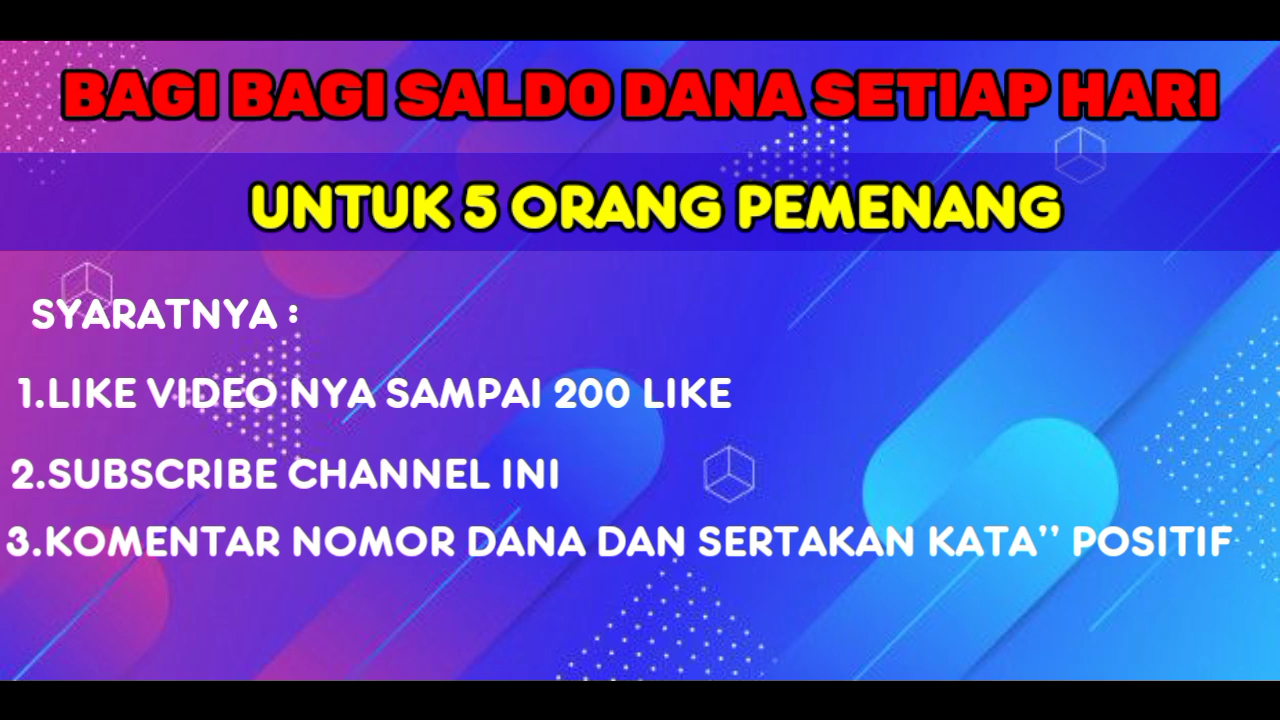 BAGI BAGI SALDO DANA SETIAP HARI
UNTUK 5 ORANG PEMENANG
SYARATNYA :
1.LIKE VIDEO NYA SAMPAI 200 LIKE
2.SUBSCRIBE CHANNEL INI
3.KOMENTAR NOMOR DANA DAN SERTAKAN KATA’’ POSITIF